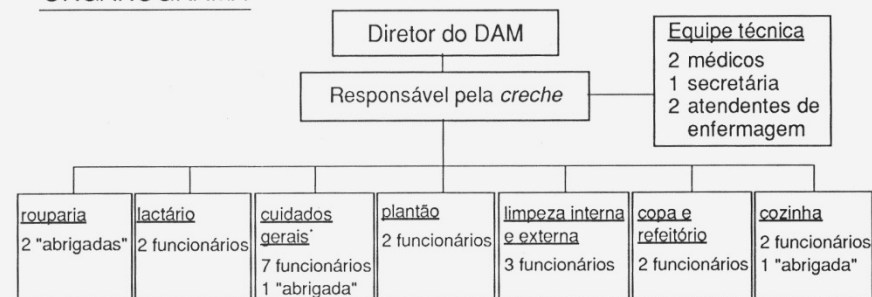 Diretor do DAM
Responsável pela creche
Equipe técnica
2 médicos
1 secretária
2 atendentes de
enfermagem
rouparia
2 "abrigadas"
lactário
2 funcionários
cuidados
gerais*
7 funcionários
1 "abrigada"
plantão
2 funcionários
limpeza interna
e externa
3 funcionários
copa e
refeitório
2 funcionários
cozinha
2 funcionários
1 "abrigada"